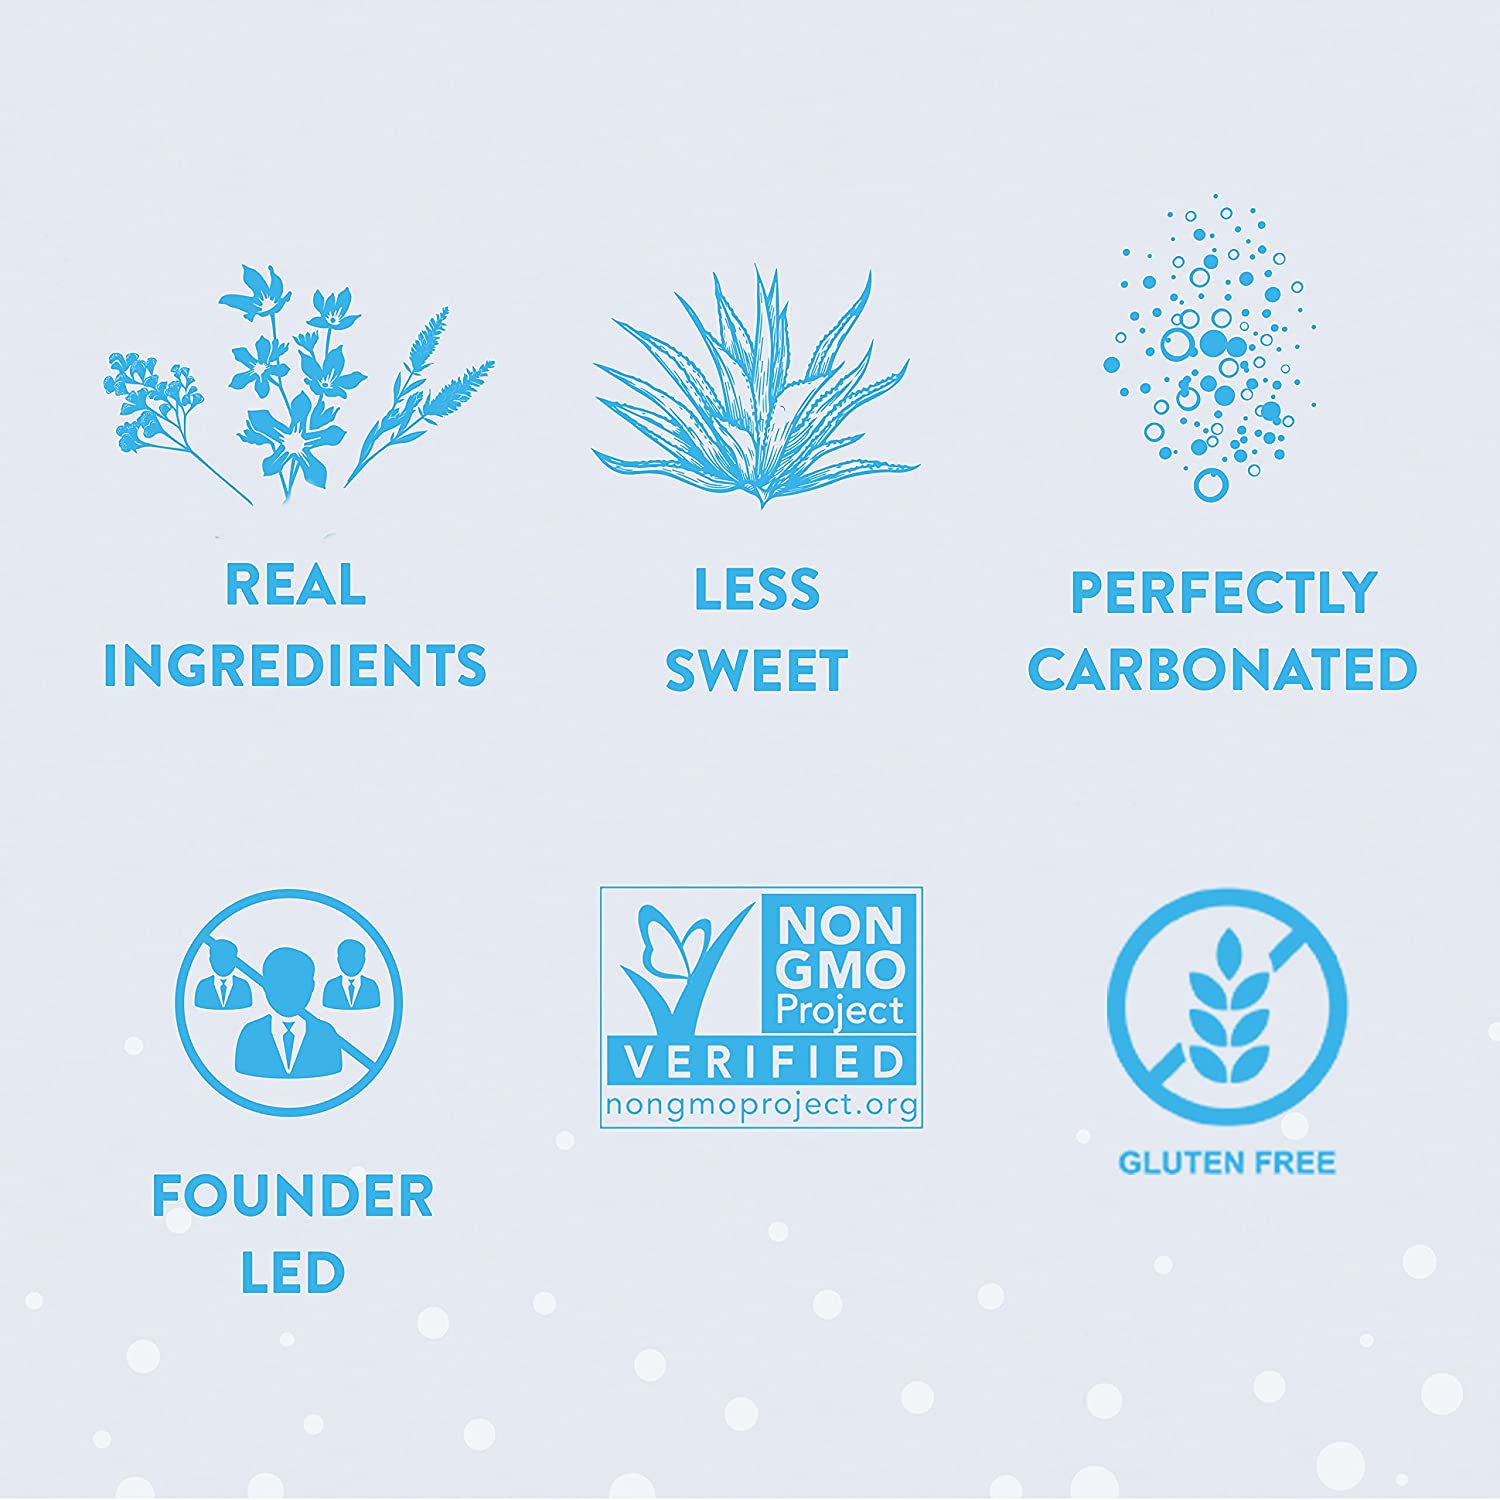 REAL
INGREDIENTS
LESS
SWEET
PERFECTLY
CARBONATED
FOUNDER
LED
NON
GMO
Project
VERIFIED
nongmoproject.org
GLUTEN FREE